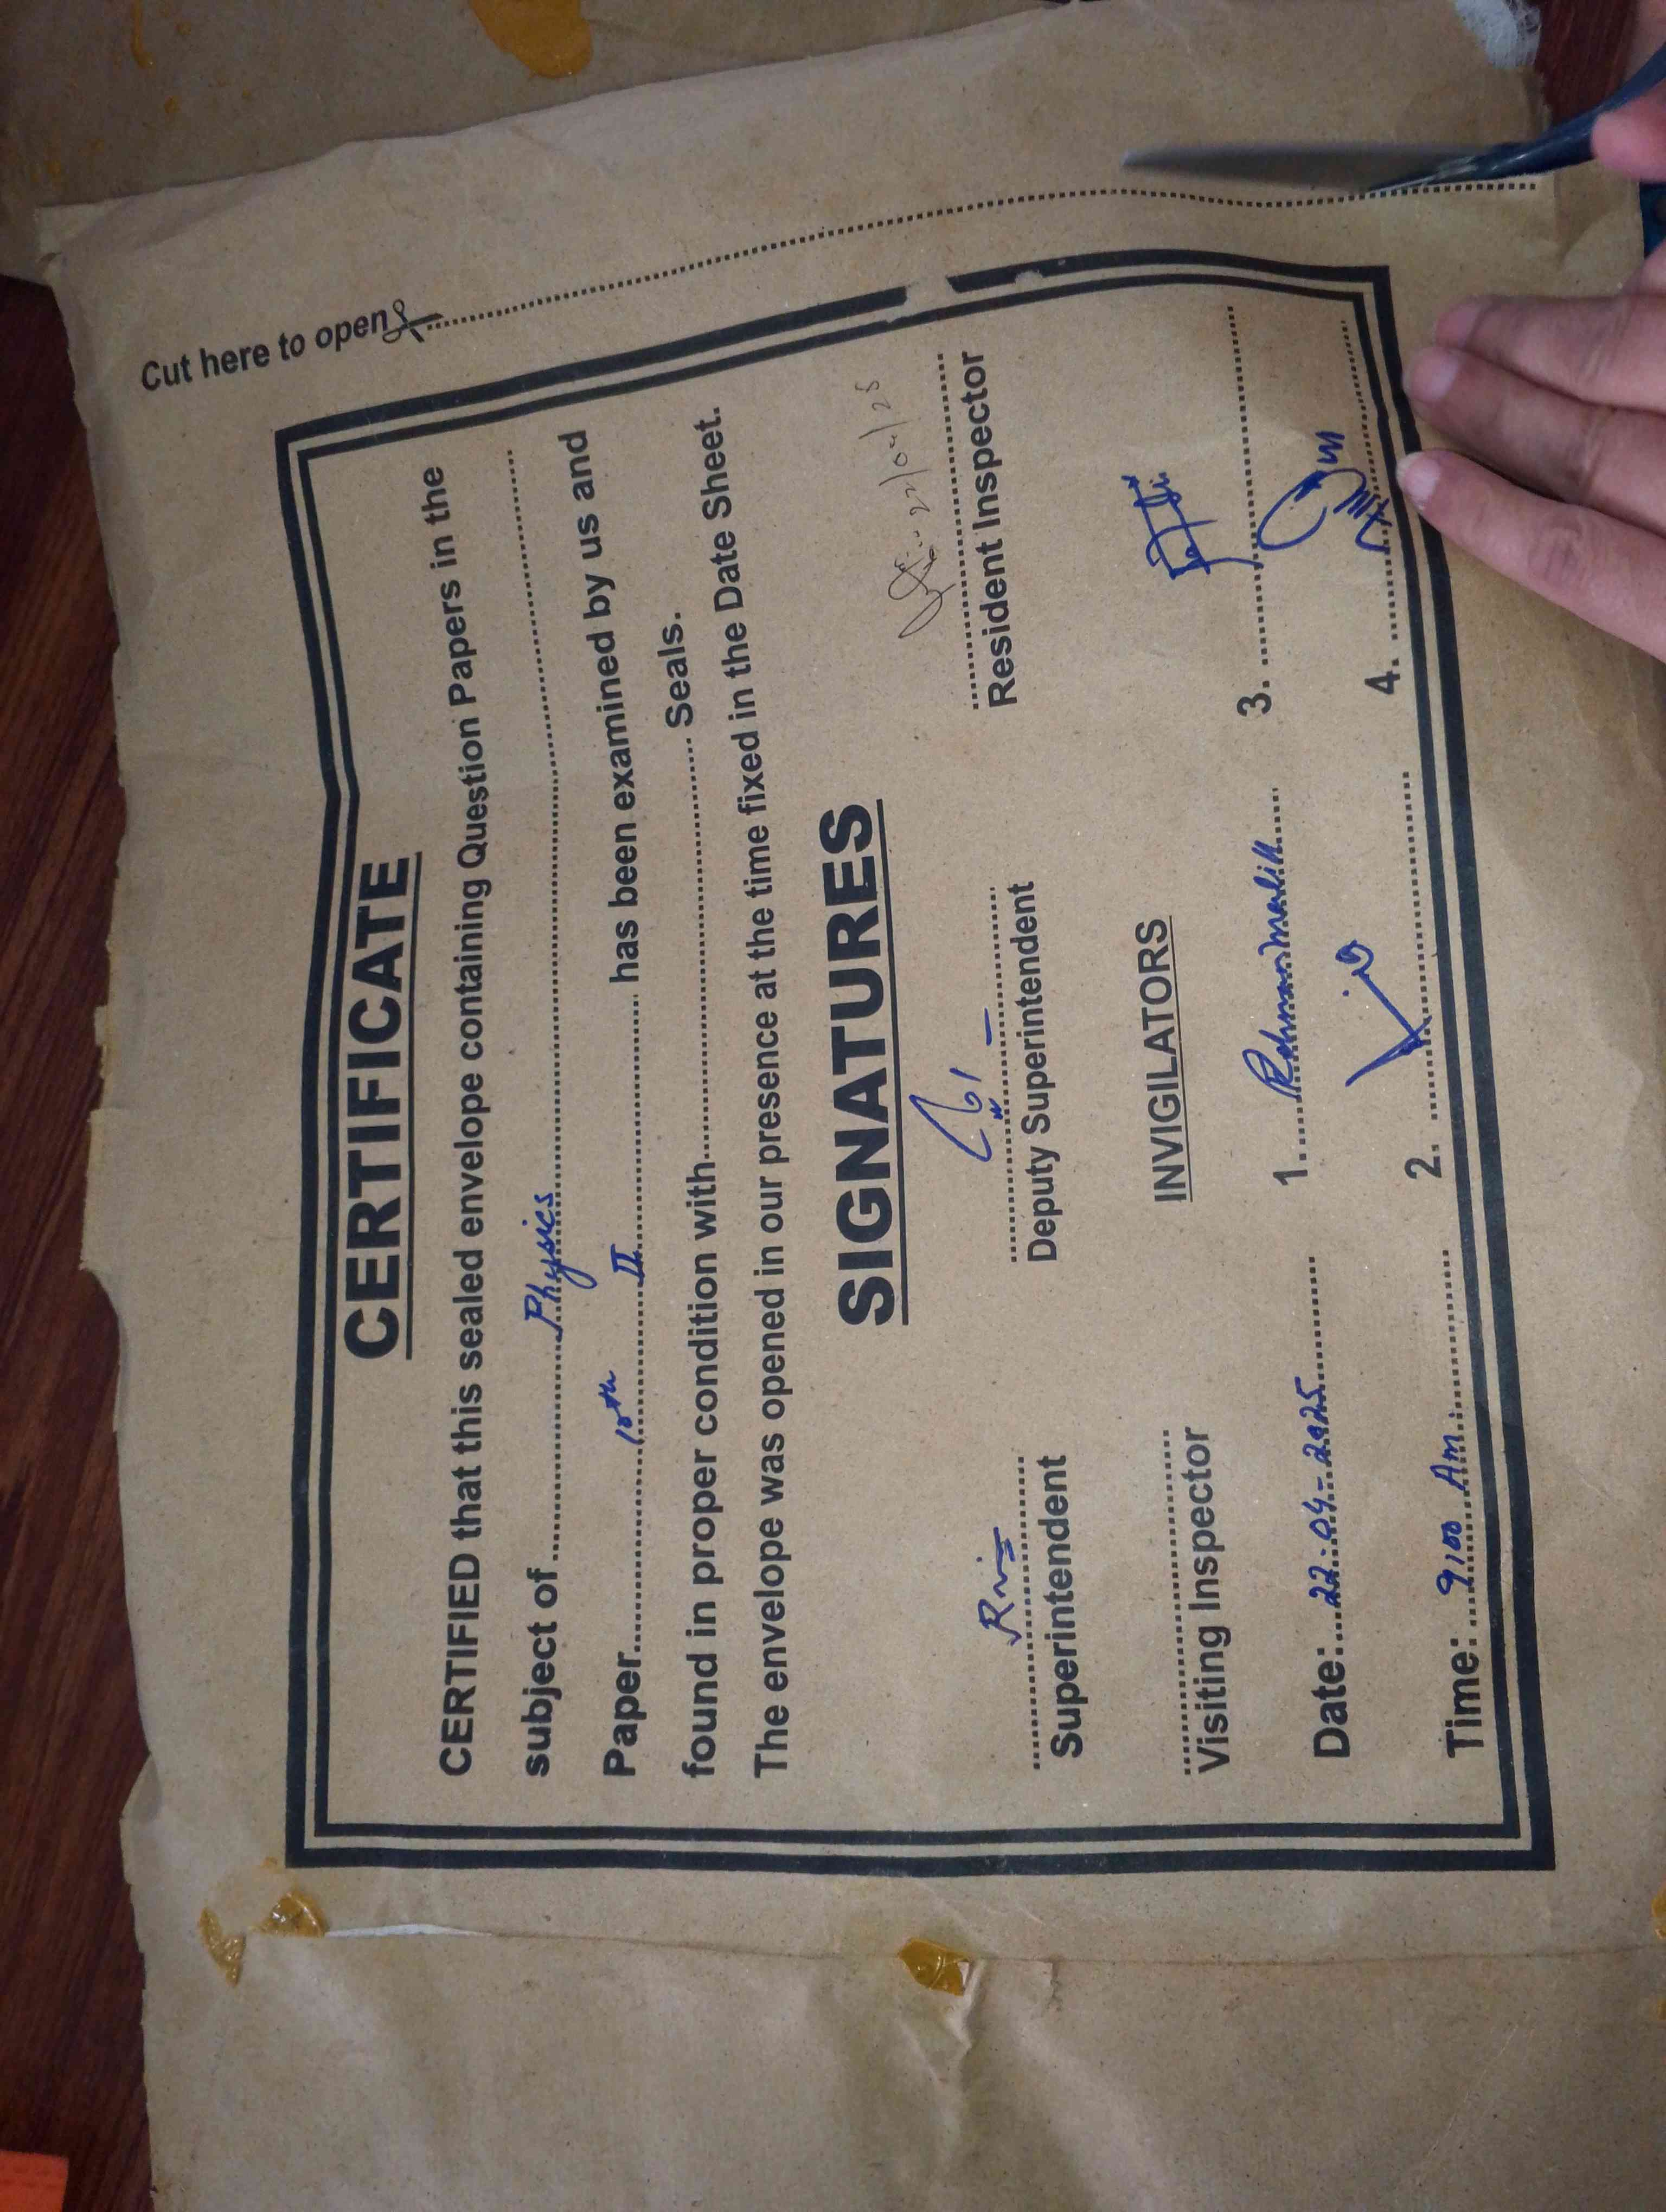 Cut here to open
CERTIFICATE
CERTIFIED that this sealed envelope containing Question Papers in the
subject of Physics
Paper 10th II has been examined by us and
found in proper condition with Seals.
The envelope was opened in our presence at the time fixed in the Date Sheet.
SIGNATURES
22/04/25
Superintendent Deputy Superintendent Resident Inspector
Visiting Inspector INVIGILATORS
Date: 22-04-2025 1. 3.
Time: 9:00 Am. 2. 4.